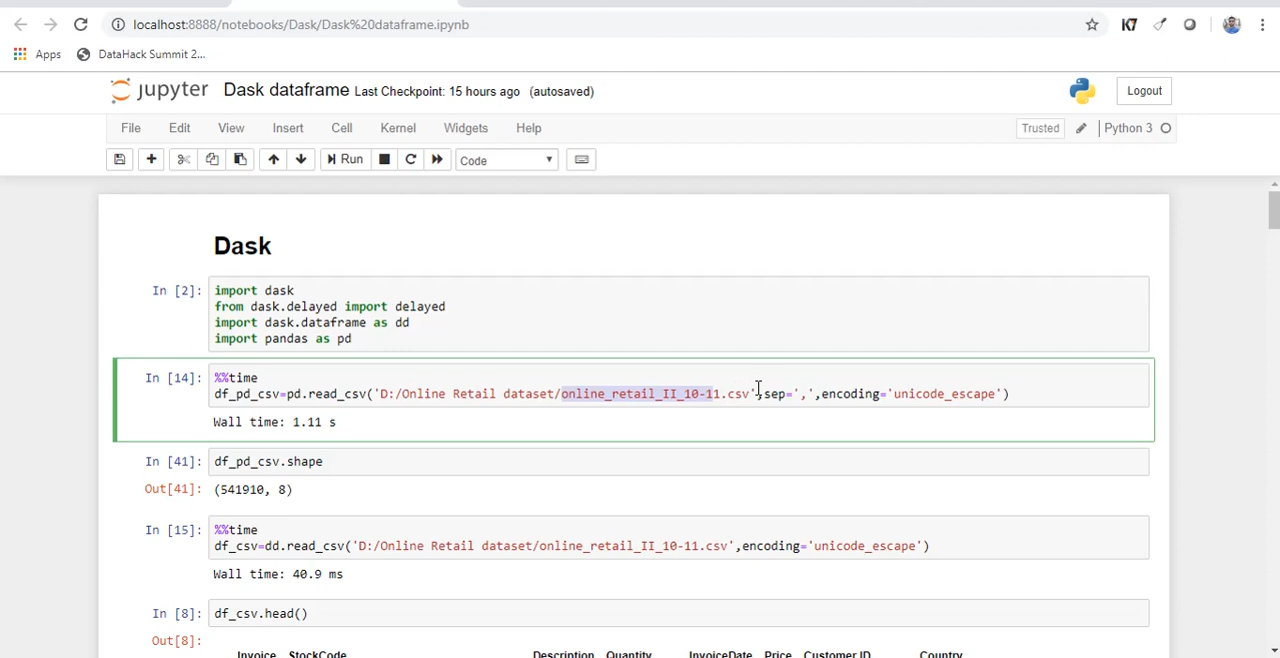 localhost:8888/notebooks/Dask/Dask%20dataframe.ipynb
K7
Apps DataHack Summit 2...
jupyter Dask dataframe Last Checkpoint: 15 hours ago (autosaved)
Logout
File Edit View Insert Cell Kernel Widgets Help
Trusted Python 3
Run Code
Dask
In [2]: import dask
from dask.delayed import delayed
import dask.dataframe as dd
import pandas as pd
In [14]: %%time
df_pd_csv=pd.read_csv('D:/Online Retail dataset/online_retail_II_10-11.csv',sep=',',encoding='unicode_escape')
Wall time: 1.11 s
In [41]: df_pd_csv.shape
Out[41]: (541910, 8)
In [15]: %%time
df_csv=dd.read_csv('D:/Online Retail dataset/online_retail_II_10-11.csv',encoding='unicode_escape')
Wall time: 40.9 ms
In [8]: df_csv.head()
Out[8]:
Invoice StockCode Description Quantity InvoiceDate Price Customer ID Country